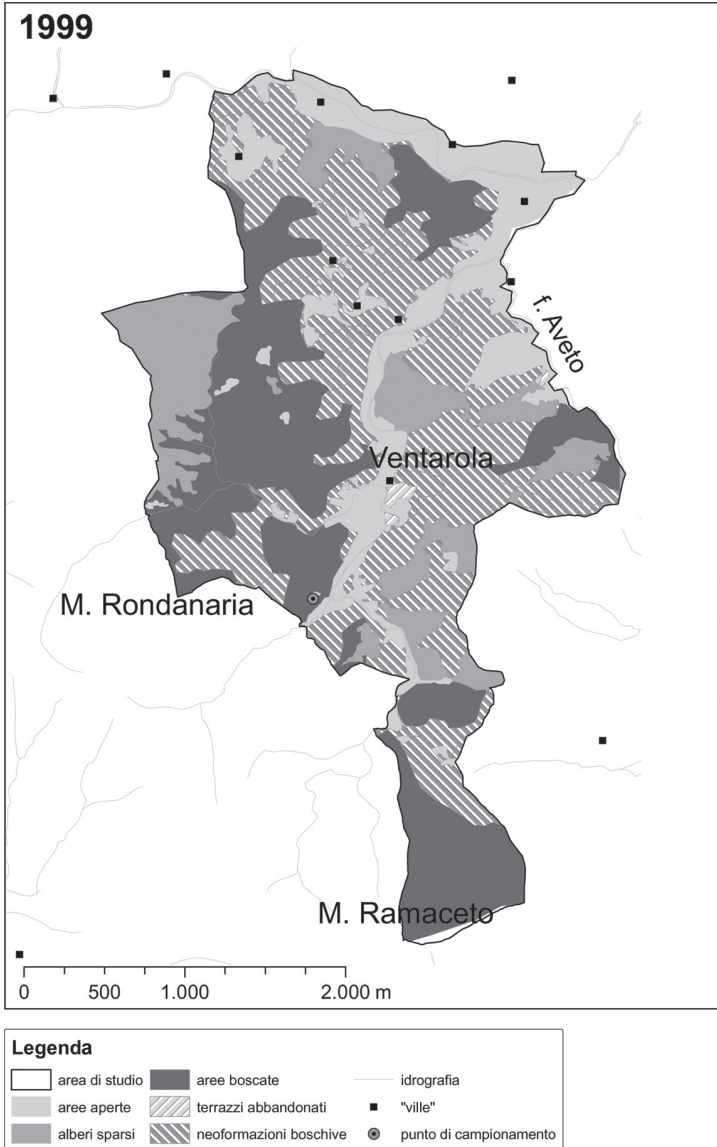 1999
f. Aveto
Ventarola
M. Rondanaria
M. Ramaceto
0 500 1.000 2.000 m
Legenda
area di studio aree boscate idrografia
aree aperte terrazzi abbandonati "ville"
alberi sparsi neoformazioni boschive punto di campionamento